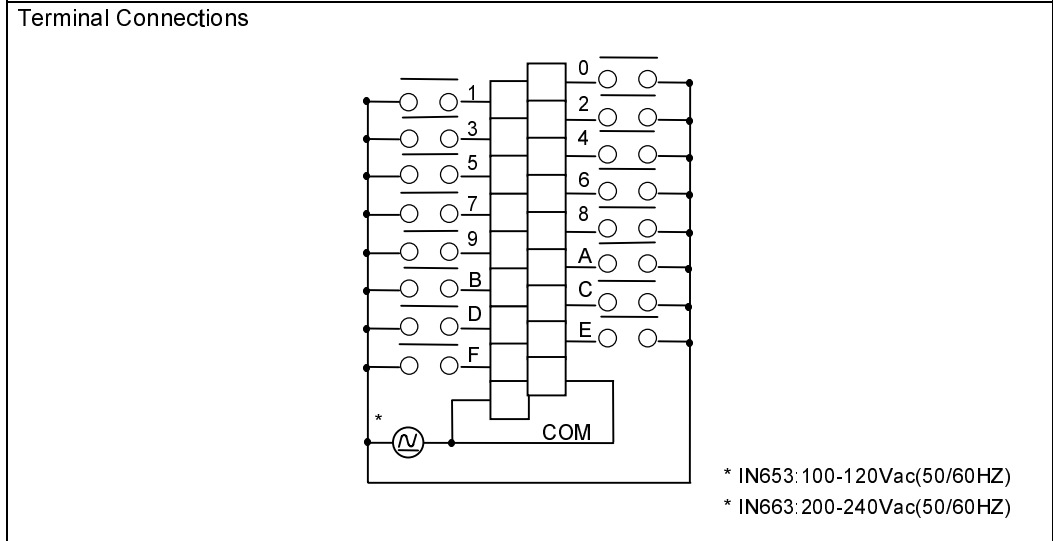 Terminal Connections
0
1
2
3
4
5
6
7
8
9
A
B
C
D
E
F
*
COM
* IN653:100-120Vac(50/60HZ)
* IN663:200-240Vac(50/60HZ)